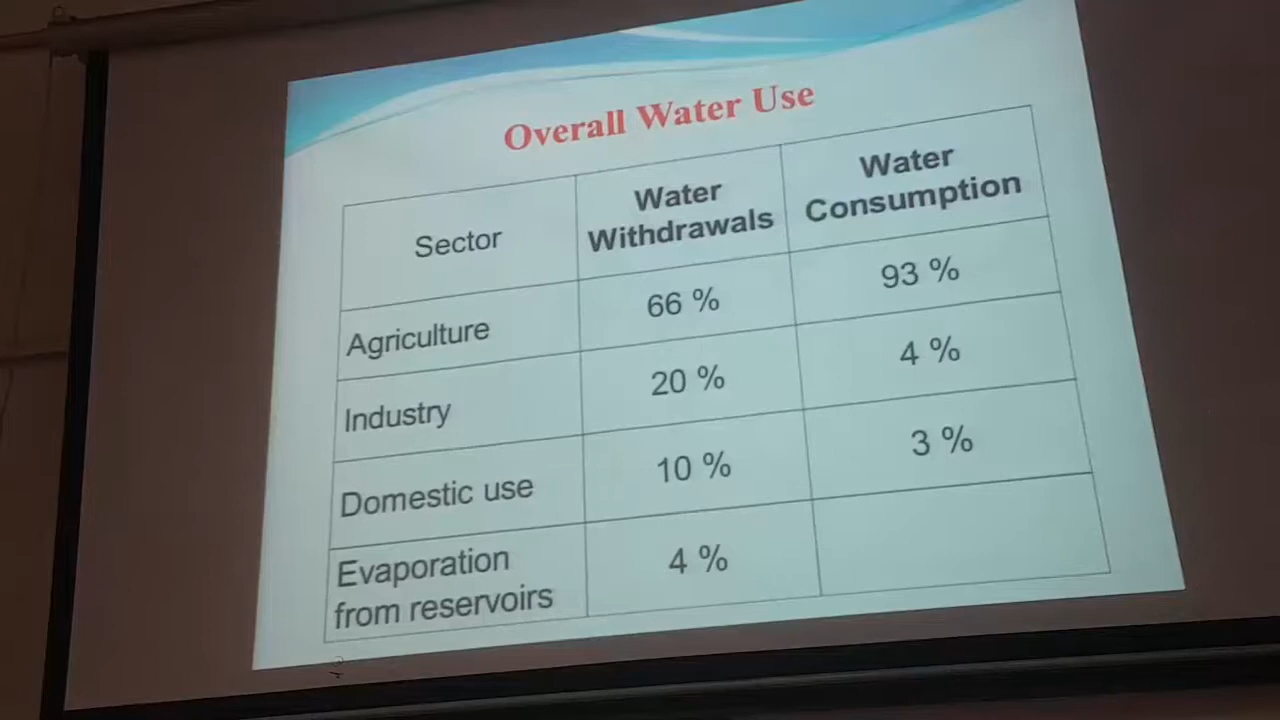 Overall Water Use
Sector
Water
Withdrawals
Water
Consumption
Agriculture
66 %
93 %
Industry
20 %
4 %
Domestic use
10 %
3 %
Evaporation
from reservoirs
4 %